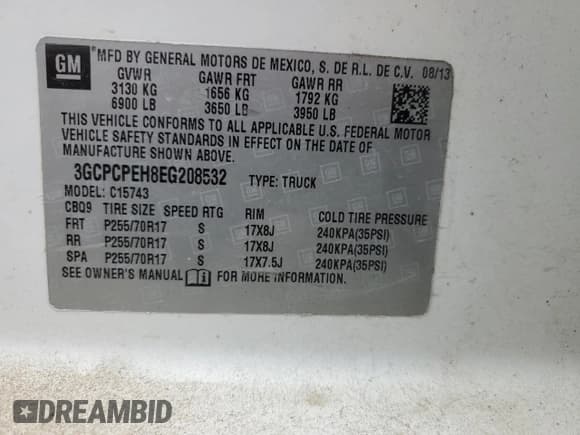 GM *MFD BY GENERAL MOTORS DE MEXICO, S. DE R.L. DE C.V. 08/13
GVWR GAWR FRT GAWR RR
3130 KG 1656 KG 1792 KG
6900 LB 3650 LB 3950 LB
THIS VEHICLE CONFORMS TO ALL APPLICABLE U.S. FEDERAL MOTOR
VEHICLE SAFETY STANDARDS IN EFFECT ON THE DATE OF
MANUFACTURE SHOWN ABOVE.
3GCPCPEH8EG208532 TYPE: TRUCK
MODEL: C15743
CBQ9 TIRE SIZE SPEED RTG RIM COLD TIRE PRESSURE
FRT P255/70R17 S 17X8J 240KPA(35PSI)
RR P255/70R17 S 17X8J 240KPA(35PSI)
SPA P255/70R17 S 17X7.5J 240KPA(35PSI)
SEE OWNER'S MANUAL FOR MORE INFORMATION.
DREAMBID